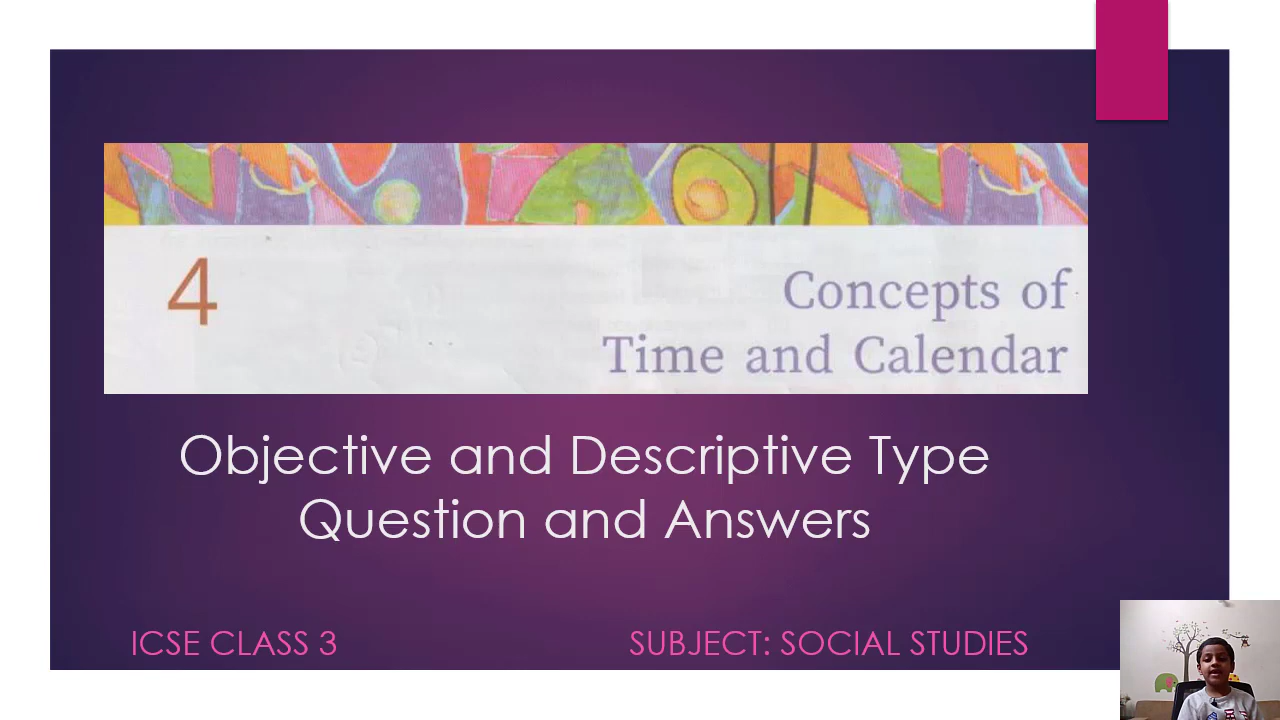 4
Concepts of
Time and Calendar
Objective and Descriptive Type
Question and Answers
ICSE CLASS 3
SUBJECT: SOCIAL STUDIES